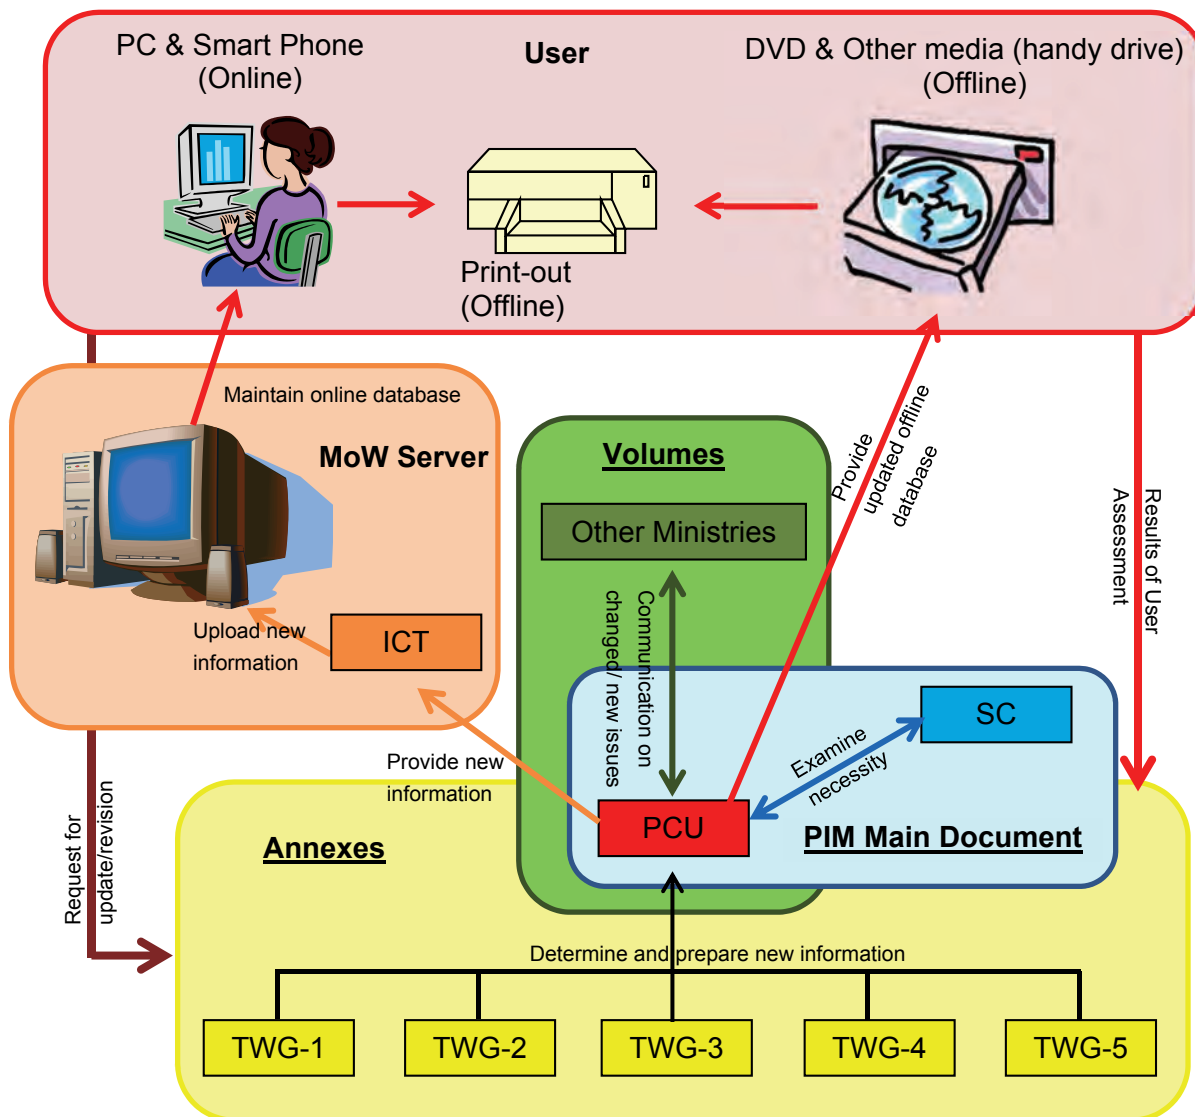 PC & Smart Phone
(Online)
User
DVD & Other media (handy drive)
(Offline)
Print-out
(Offline)
Maintain online database
MoW Server
Upload new
information
ICT
Volumes
Other Ministries
Communication on
changed/ new issues
Provide
updated offline
database
Results of User
Assessment
SC
Examine
necessity
Provide new
information
PCU
PIM Main Document
Annexes
Request for
update/revision
Determine and prepare new information
TWG-1
TWG-2
TWG-3
TWG-4
TWG-5